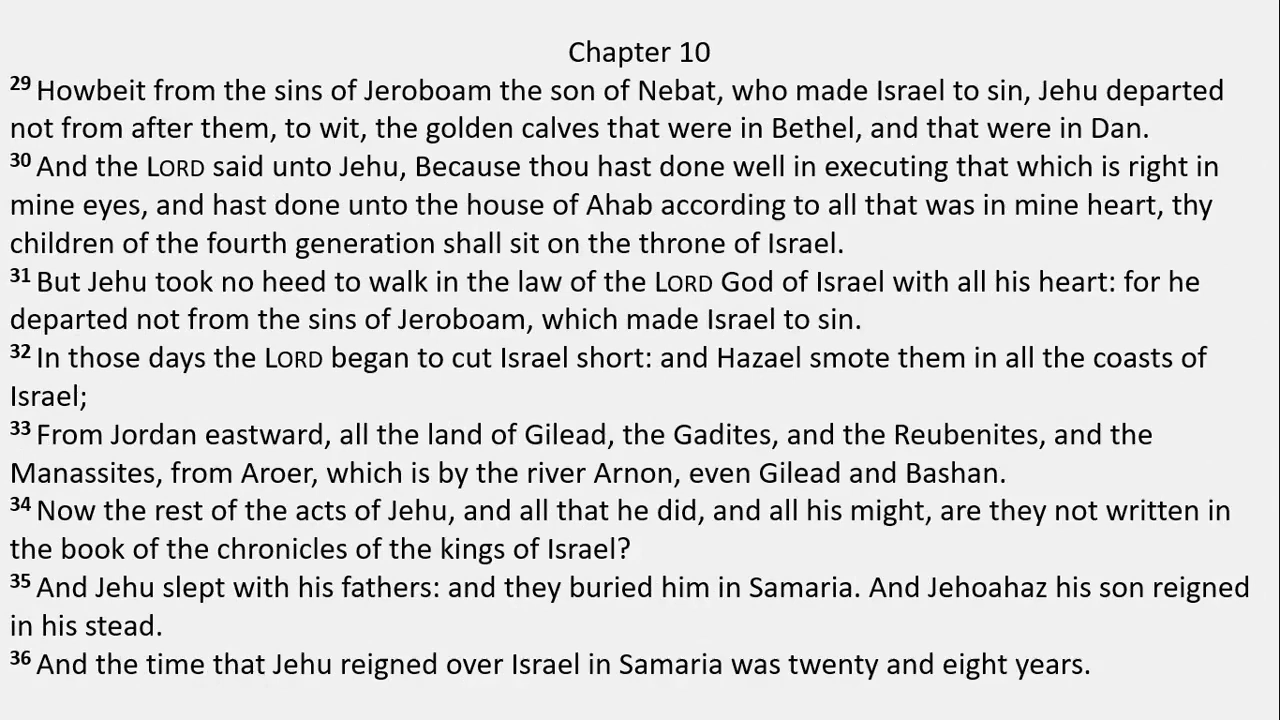 Chapter 10
29 Howbeit from the sins of Jeroboam the son of Nebat, who made Israel to sin, Jehu departed
not from after them, to wit, the golden calves that were in Bethel, and that were in Dan.
30 And the LORD said unto Jehu, Because thou hast done well in executing that which is right in
mine eyes, and hast done unto the house of Ahab according to all that was in mine heart, thy
children of the fourth generation shall sit on the throne of Israel.
31 But Jehu took no heed to walk in the law of the LORD God of Israel with all his heart: for he
departed not from the sins of Jeroboam, which made Israel to sin.
32 In those days the LORD began to cut Israel short: and Hazael smote them in all the coasts of
Israel;
33 From Jordan eastward, all the land of Gilead, the Gadites, and the Reubenites, and the
Manassites, from Aroer, which is by the river Arnon, even Gilead and Bashan.
34 Now the rest of the acts of Jehu, and all that he did, and all his might, are they not written in
the book of the chronicles of the kings of Israel?
35 And Jehu slept with his fathers: and they buried him in Samaria. And Jehoahaz his son reigned
in his stead.
36 And the time that Jehu reigned over Israel in Samaria was twenty and eight years.